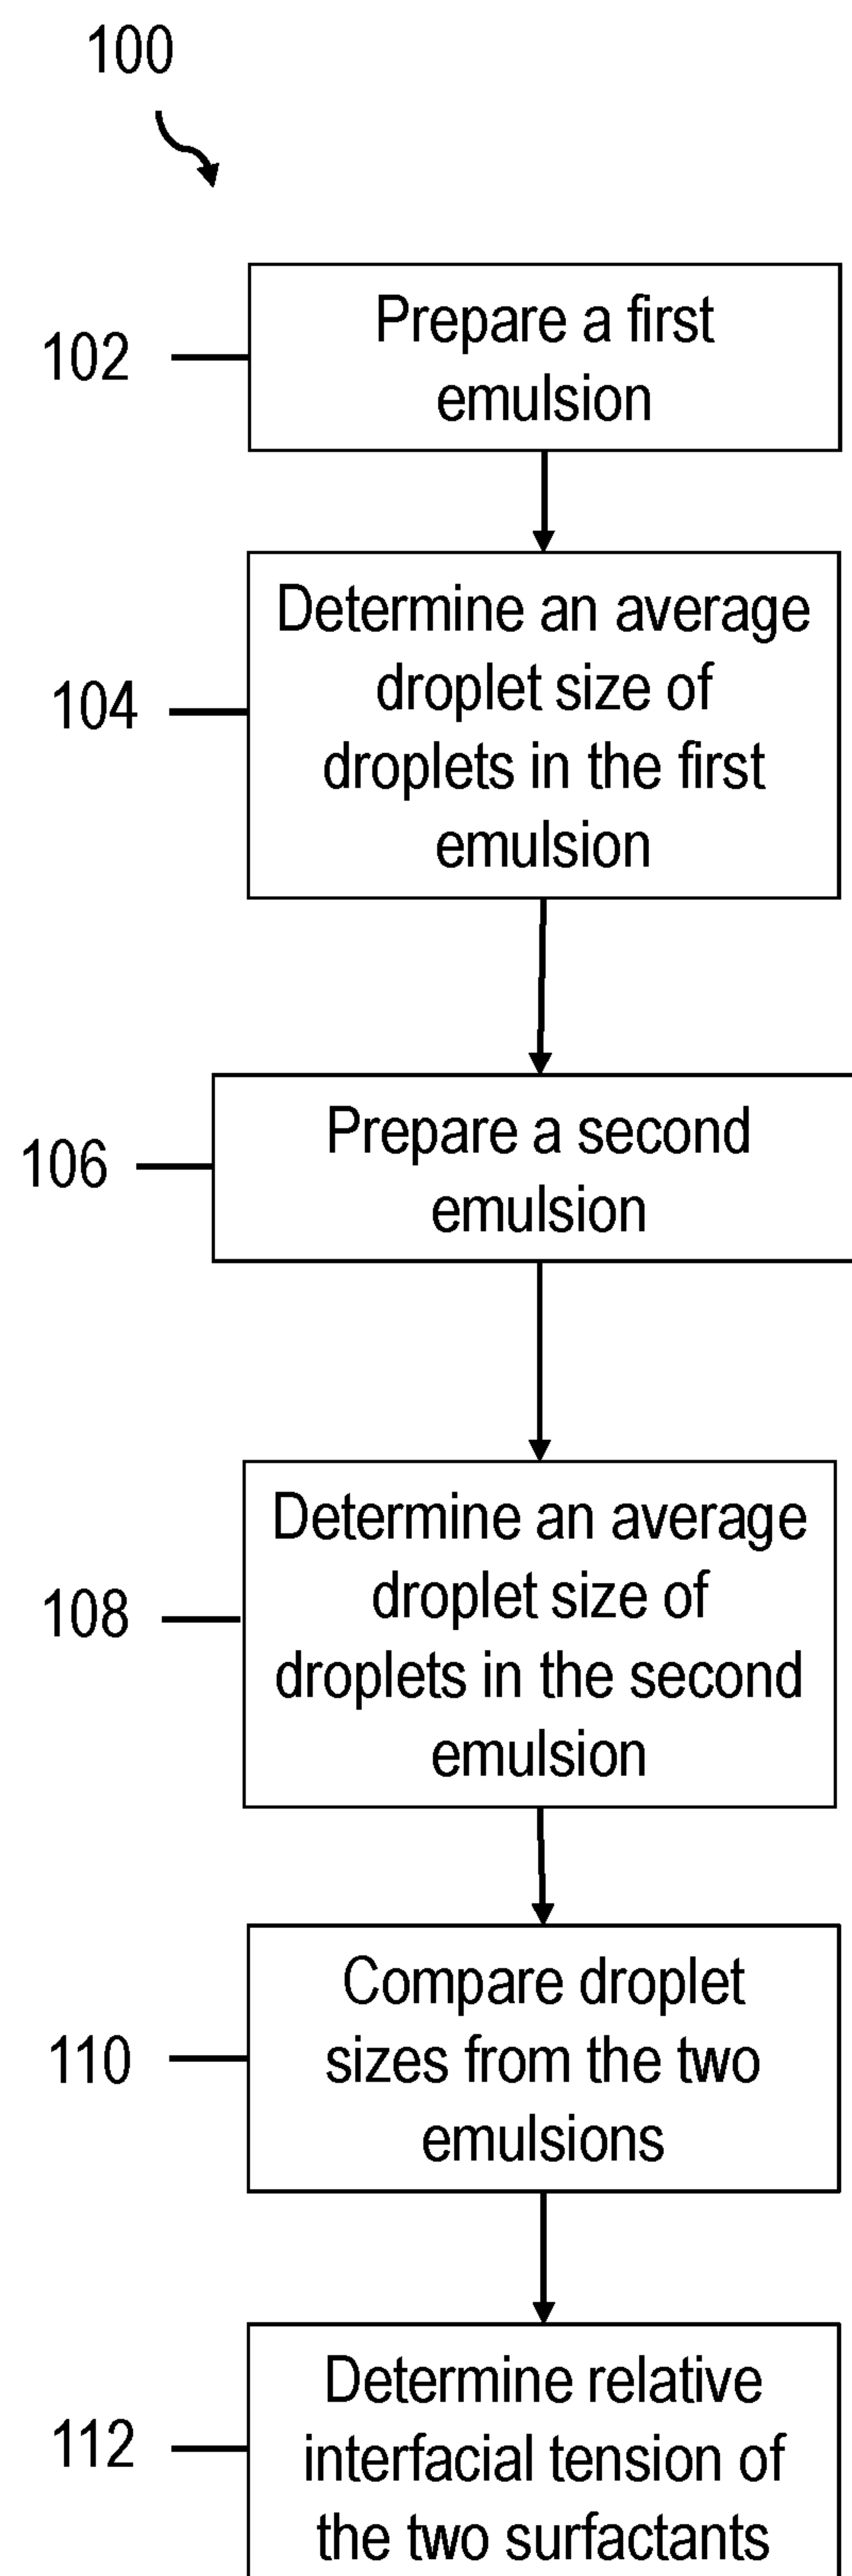 100
102
Prepare a first
emulsion
104
Determine an average
droplet size of
droplets in the first
emulsion
106
Prepare a second
emulsion
108
Determine an average
droplet size of
droplets in the second
emulsion
110
Compare droplet
sizes from the two
emulsions
112
Determine relative
interfacial tension of
the two surfactants